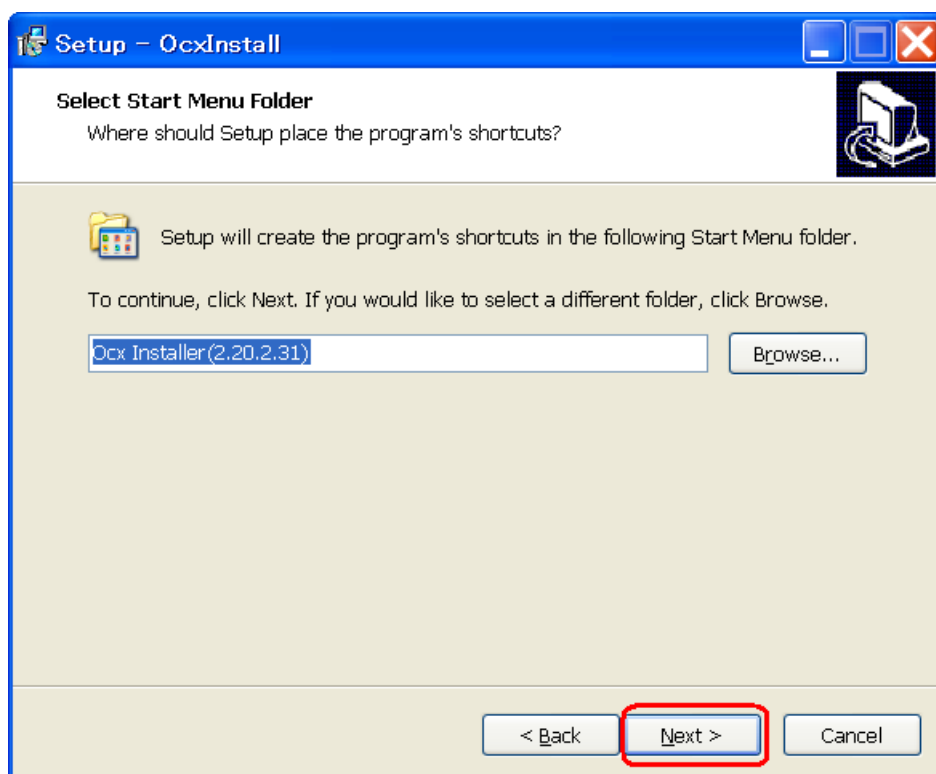 Setup - OcxInstall
Select Start Menu Folder
Where should Setup place the program's shortcuts?
Setup will create the program's shortcuts in the following Start Menu folder.
To continue, click Next. If you would like to select a different folder, click Browse.
Ocx Installer(2.20.2.31)
Browse...
< Back
Next >
Cancel